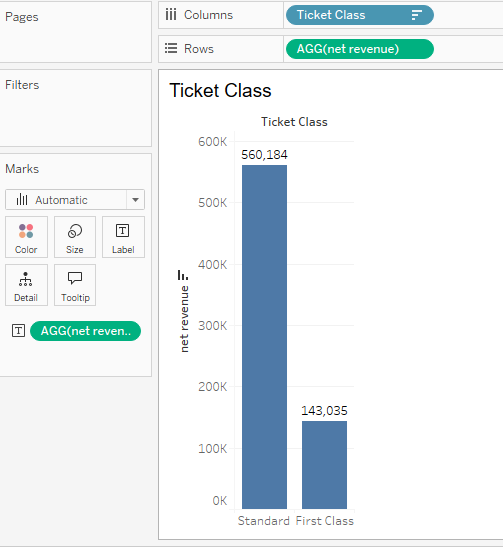 Pages
Columns
Ticket Class
Rows
AGG(net revenue)
Filters
Marks
Automatic
Color
Size
Label
Detail
Tooltip
AGG(net reven..
Ticket Class
Ticket Class
600K
560,184
500K
400K
net revenue
300K
200K
143,035
100K
0K
Standard First Class